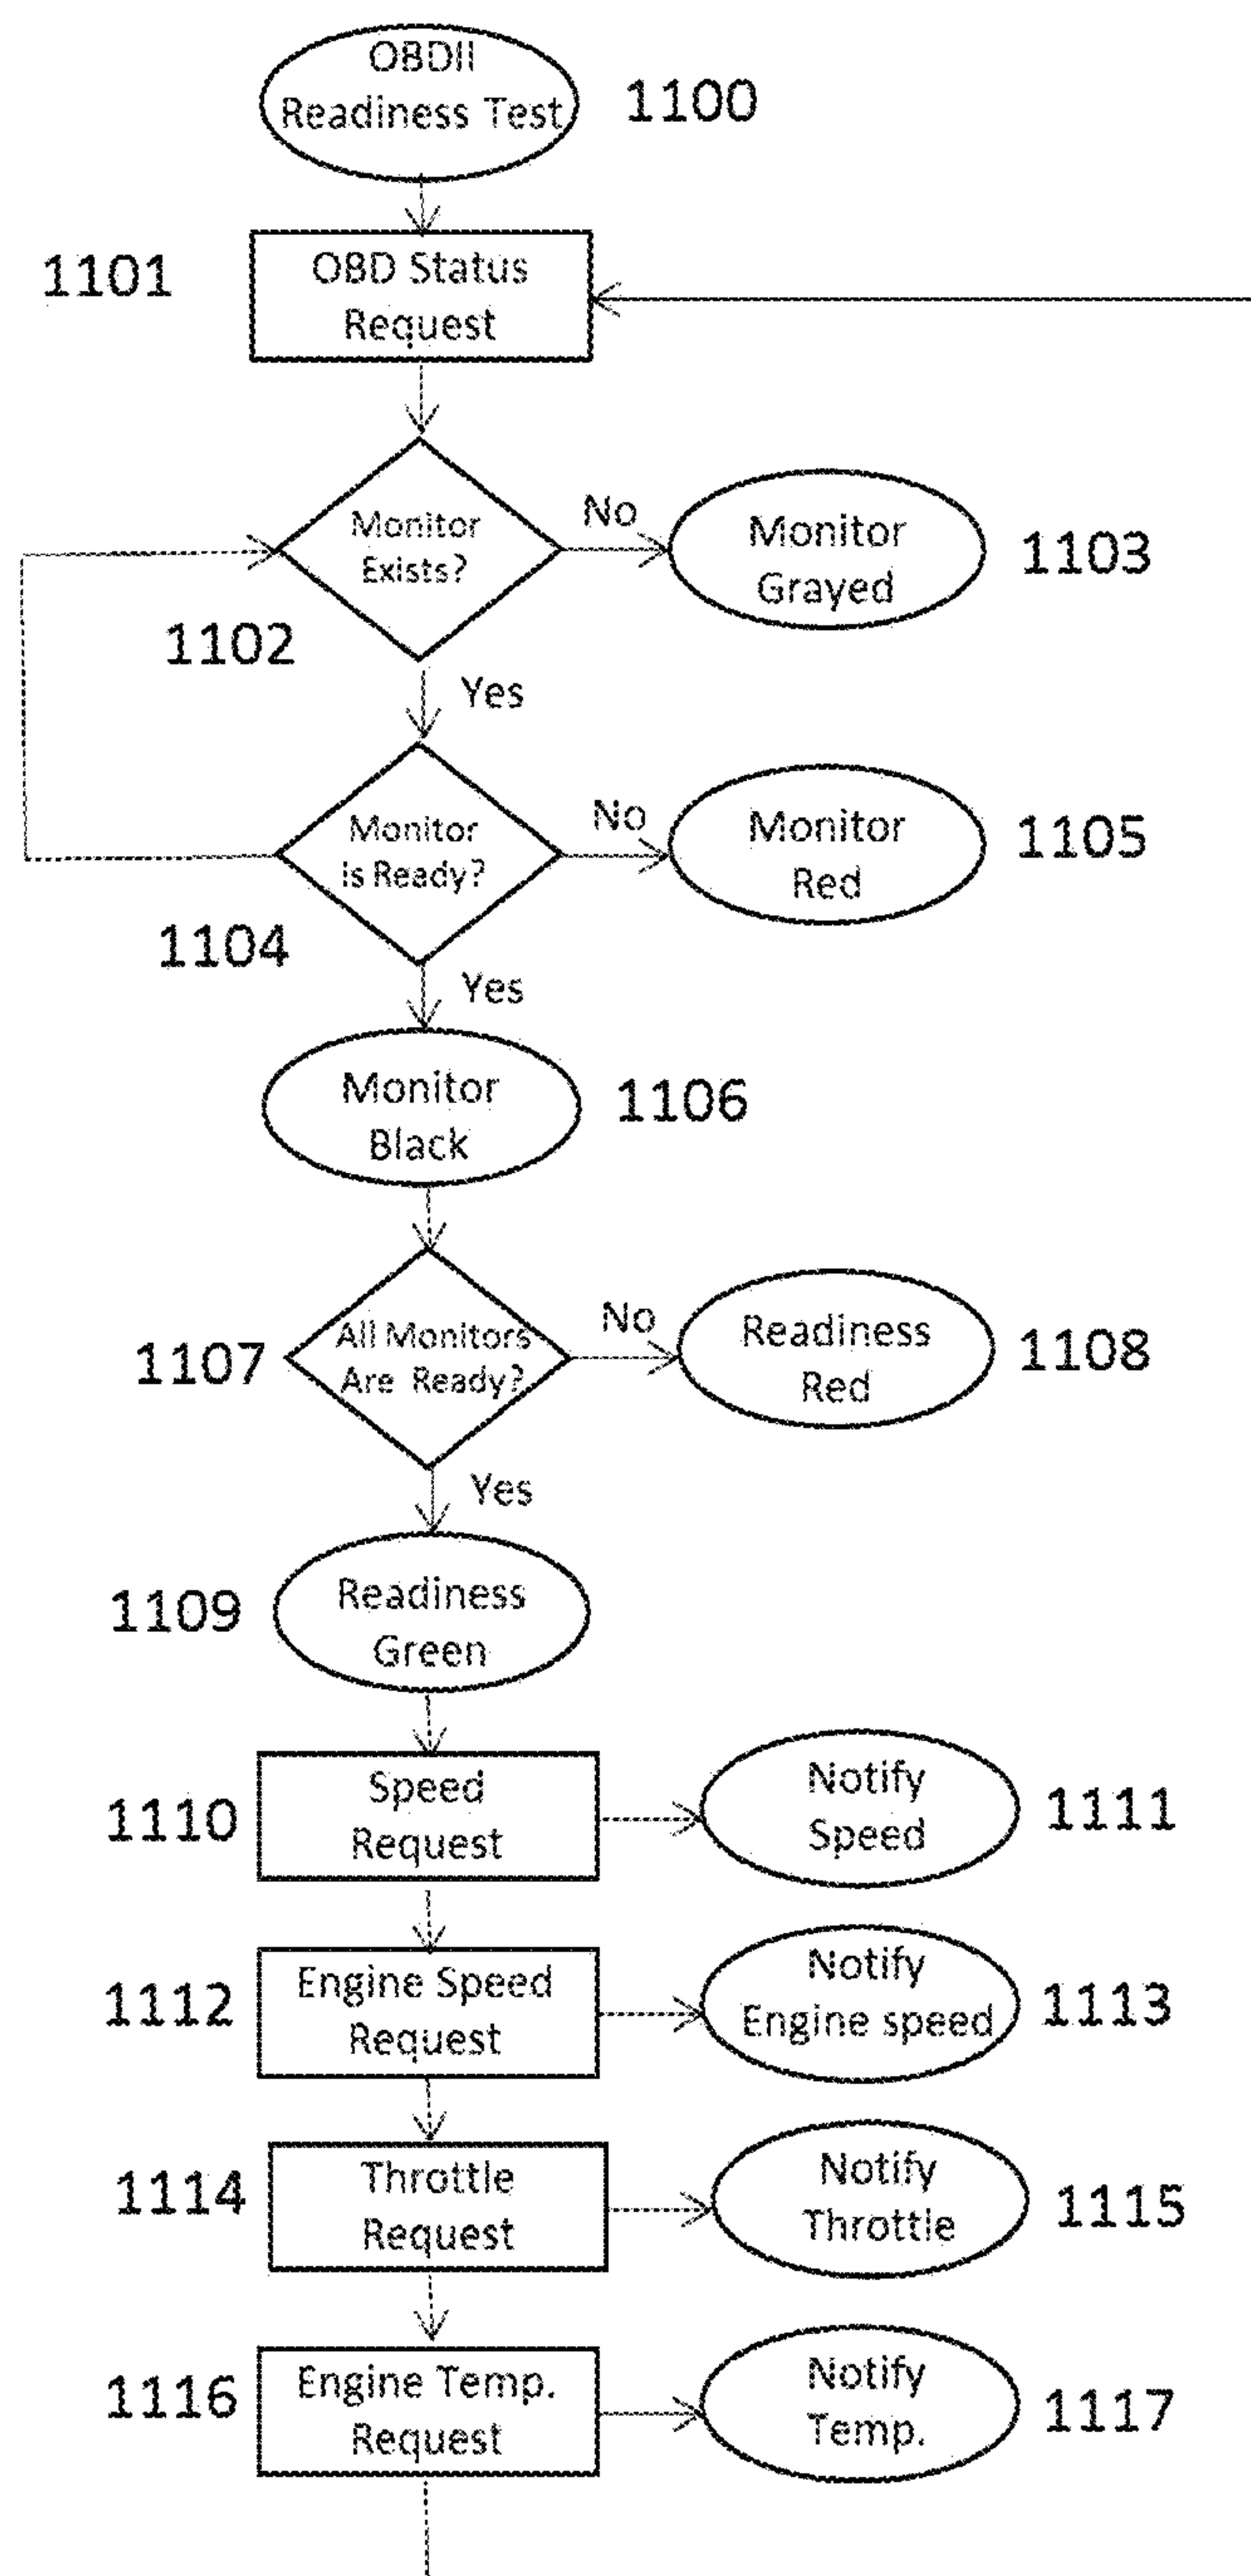 OBDII
Readiness Test
1100
1101
OBD Status
Request
Monitor
Exists?
No
Monitor
Grayed
1103
1102
Yes
Monitor
is Ready?
No
Monitor
Red
1105
1104
Yes
Monitor
Black
1106
1107
All Monitors
Are Ready?
No
Readiness
Red
1108
Yes
1109
Readiness
Green
1110
Speed
Request
Notify
Speed
1111
1112
Engine Speed
Request
Notify
Engine speed
1113
1114
Throttle
Request
Notify
Throttle
1115
1116
Engine Temp.
Request
Notify
Temp.
1117